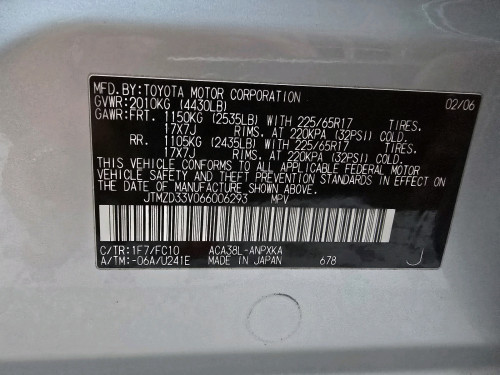 MFD.BY:TOYOTA MOTOR CORPORATION 02/06
GVWR:2010KG (4430LB)
GAWR:FRT. 1150KG (2535LB) WITH 225/65R17 TIRES.
17X7J RIMS. AT 220KPA (32PSI) COLD.
RR. 1105KG (2435LB) WITH 225/65R17 TIRES.
17X7J RIMS. AT 220KPA (32PSI) COLD.
THIS VEHICLE CONFORMS TO ALL APPLICABLE FEDERAL MOTOR
VEHICLE SAFETY AND THEFT PREVENTION STANDARDS IN EFFECT ON
THE DATE OF MANUFACTURE SHOWN ABOVE.
JTMZD33V066006293 MPV
C/TR:1F7/FC10 ACA38L-ANPXKA
A/TM:-06A/U241E MADE IN JAPAN 678 J